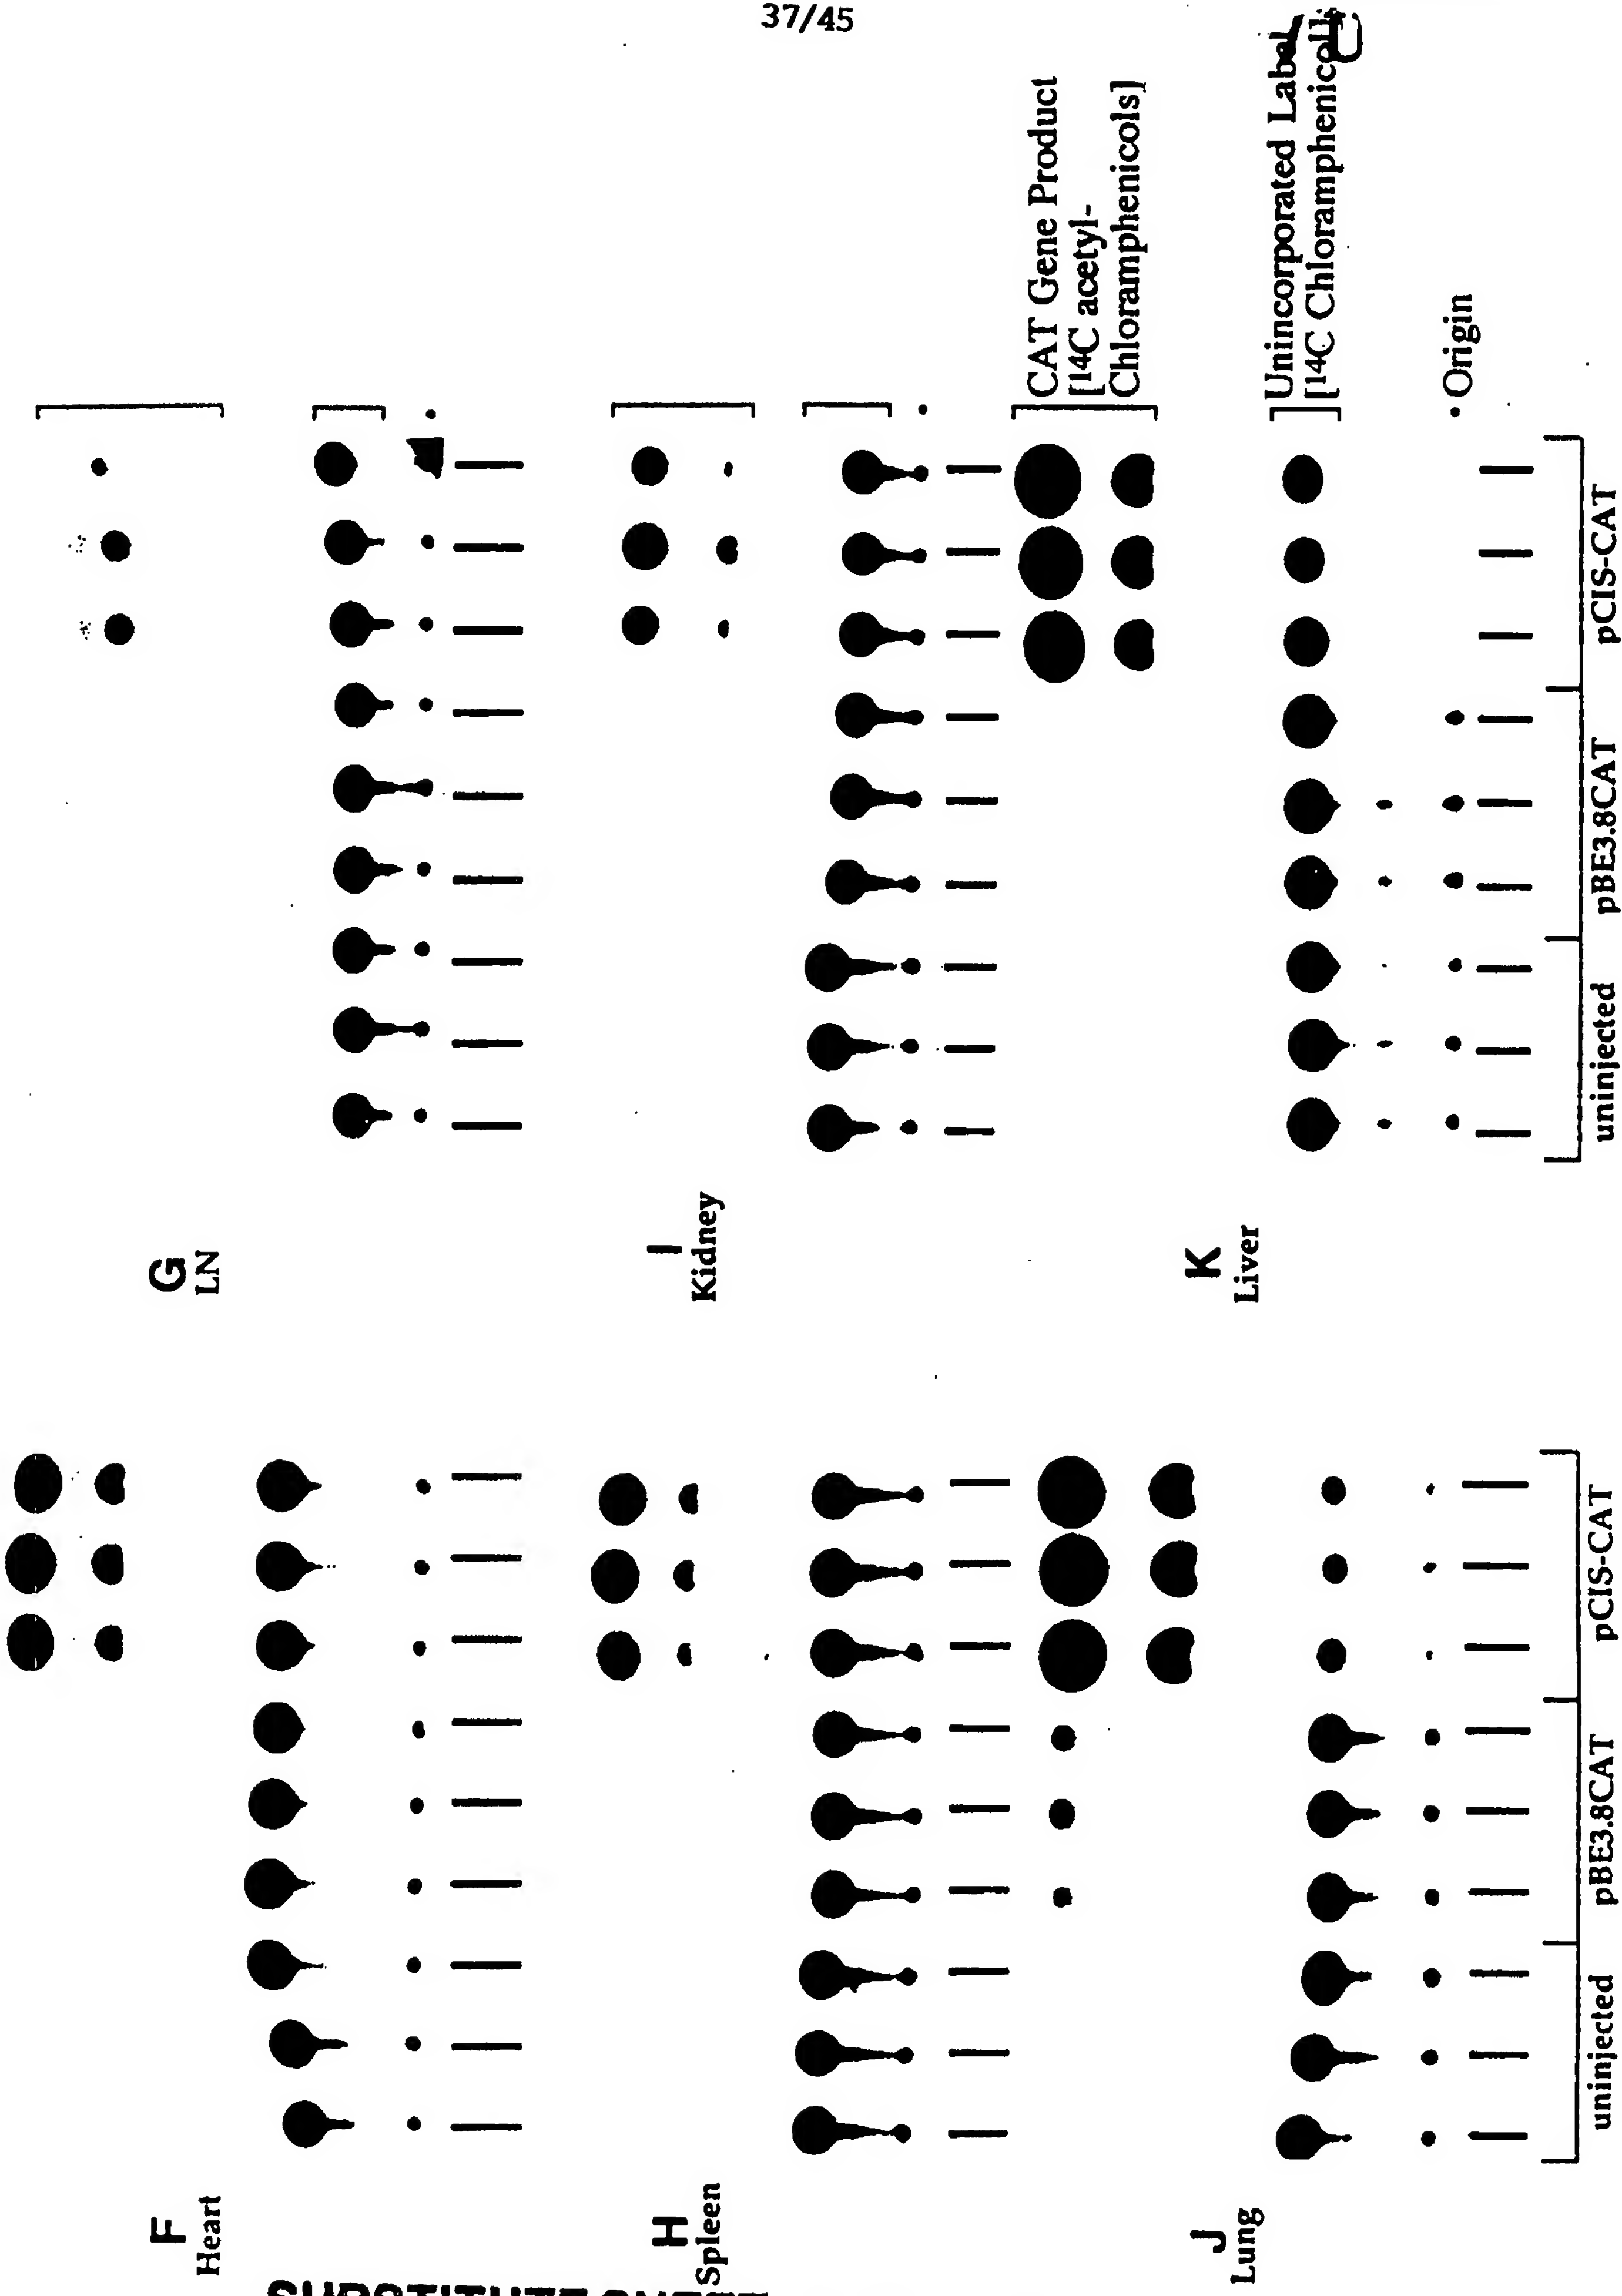 37/45
F
Heart
G
LN
H
Spleen
I
Kidney
J
Lung
K
Liver
CAT Gene Product
[14C acetyl-
Chloramphenicols]
Unincorporated Label
[14C Chloramphenicol]
• Origin
uninjected pBE3.8CAT pCIS-CAT
uninjected pBE3.8CAT pCIS-CAT